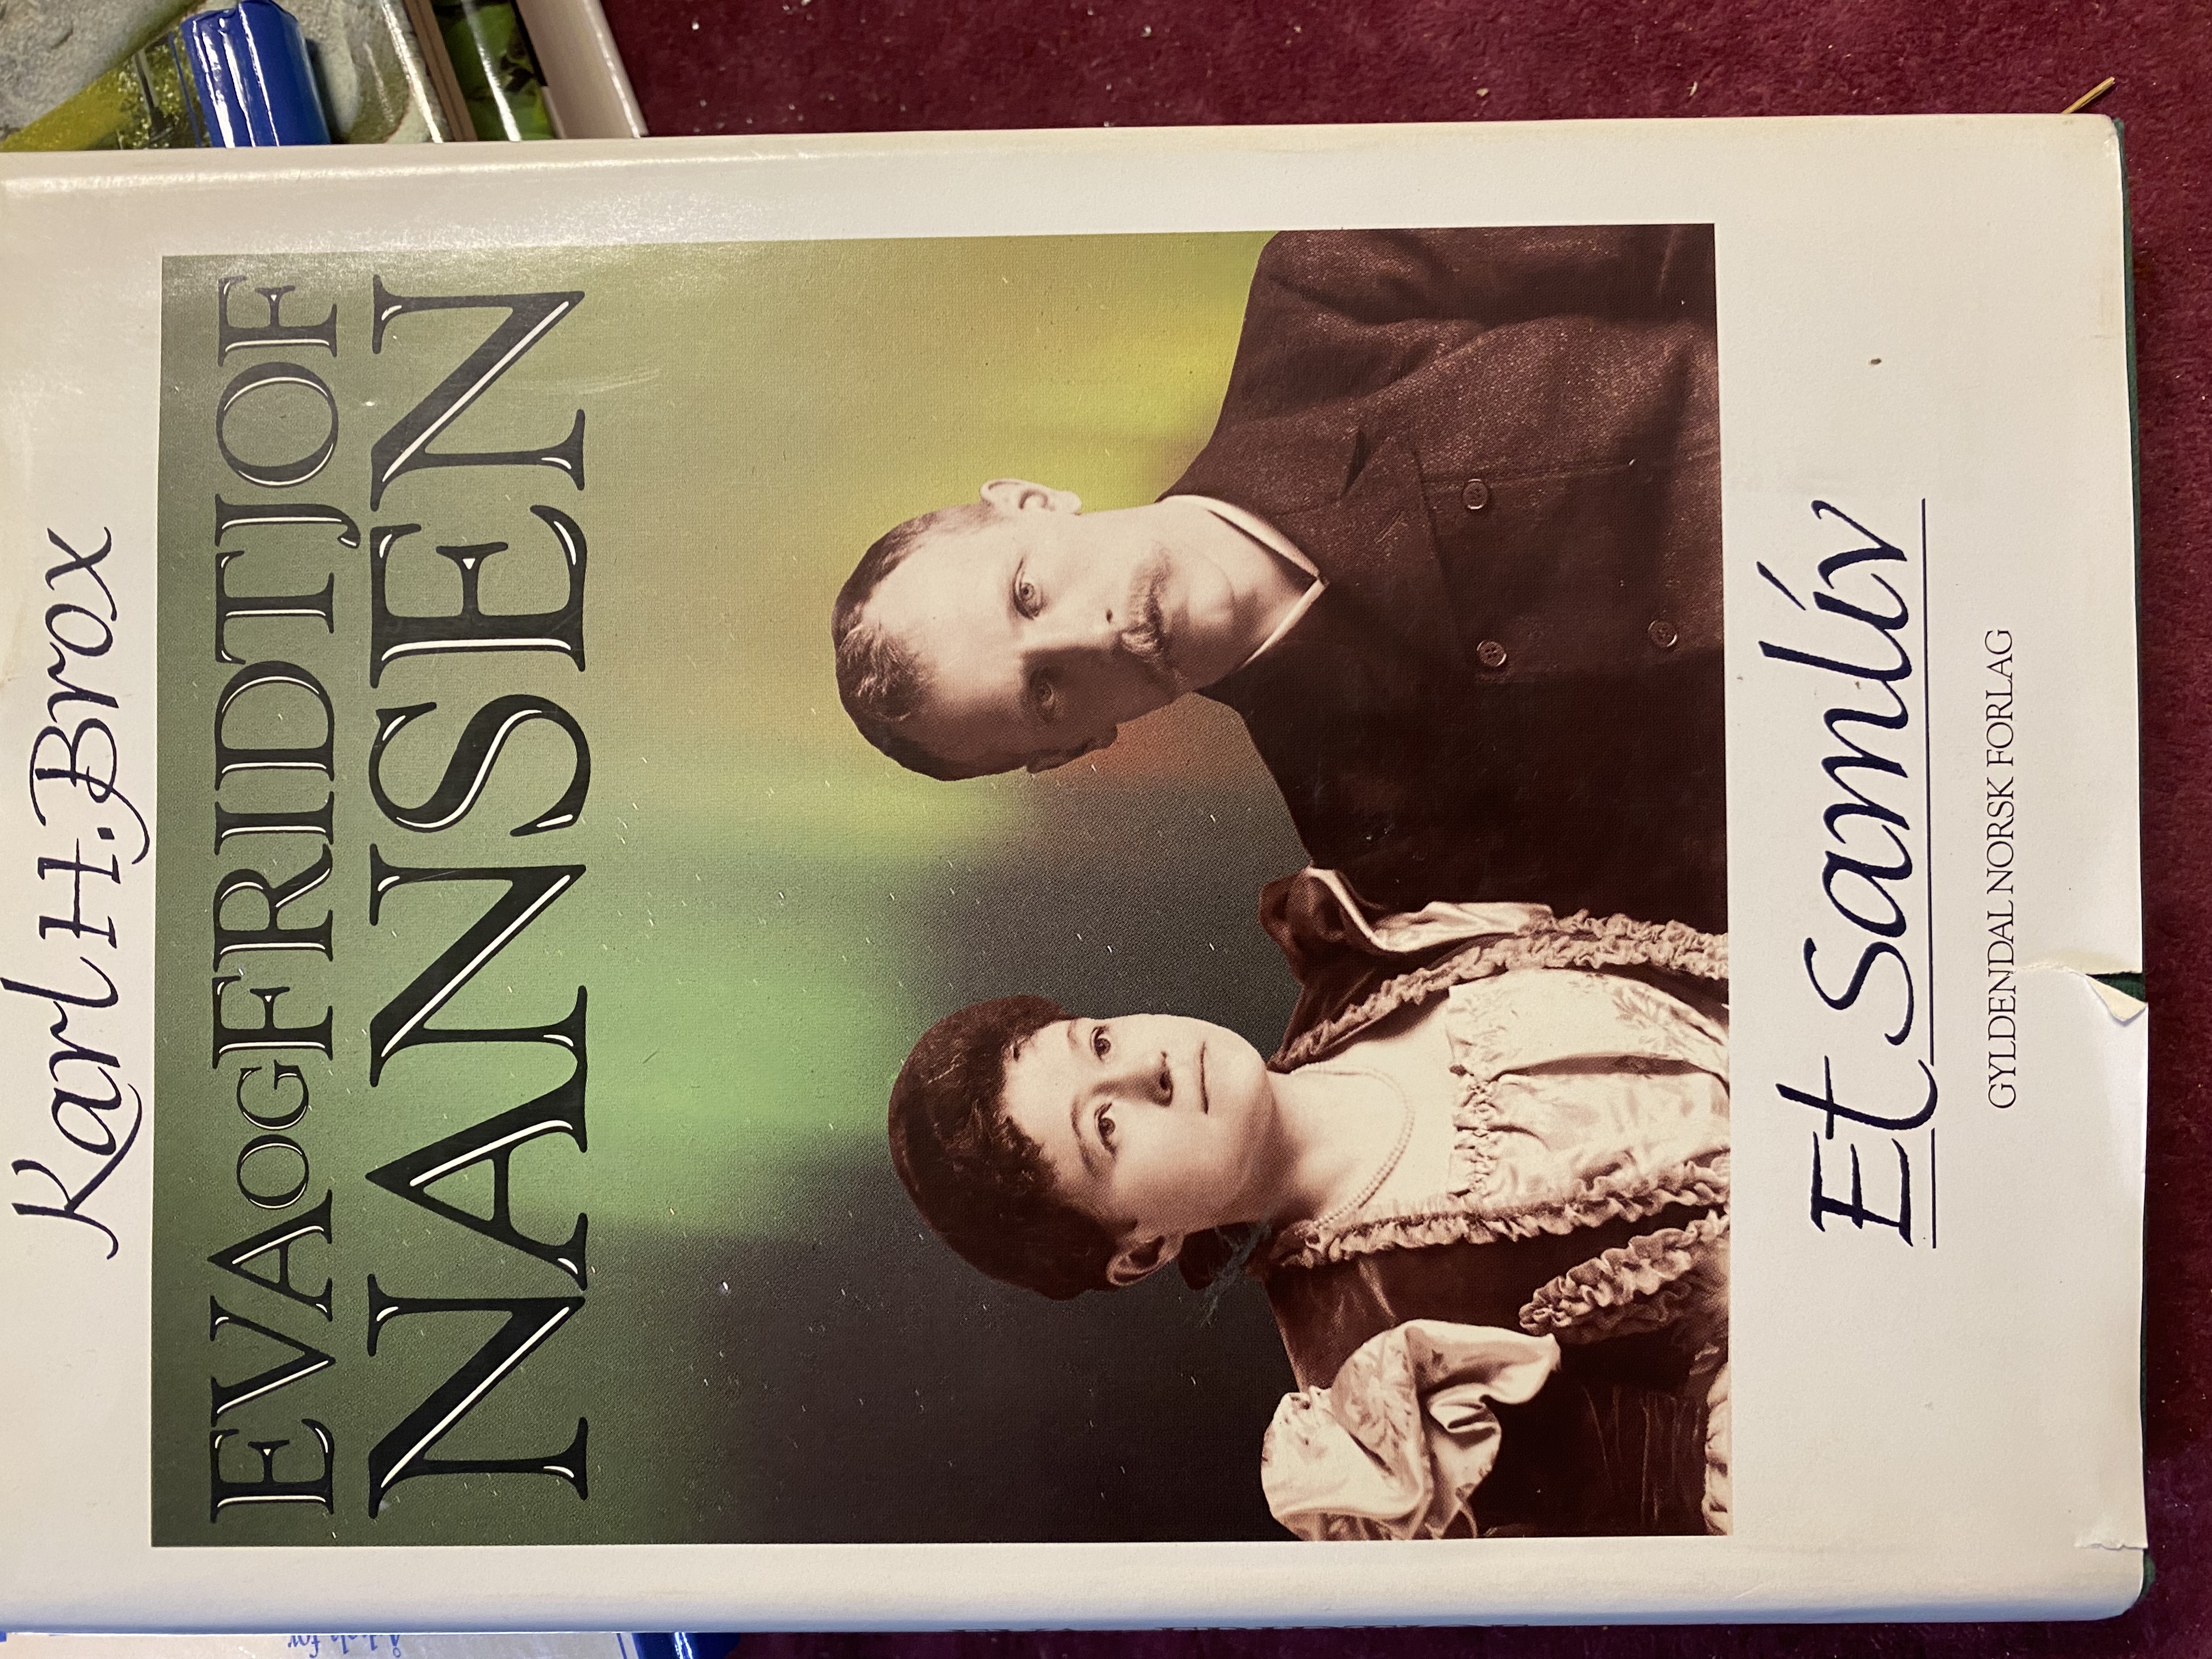 Karl H. Brox
EVA OG FRIDTJOF
NANSEN
Et Samliv
GYLDENDAL NORSK FORLAG